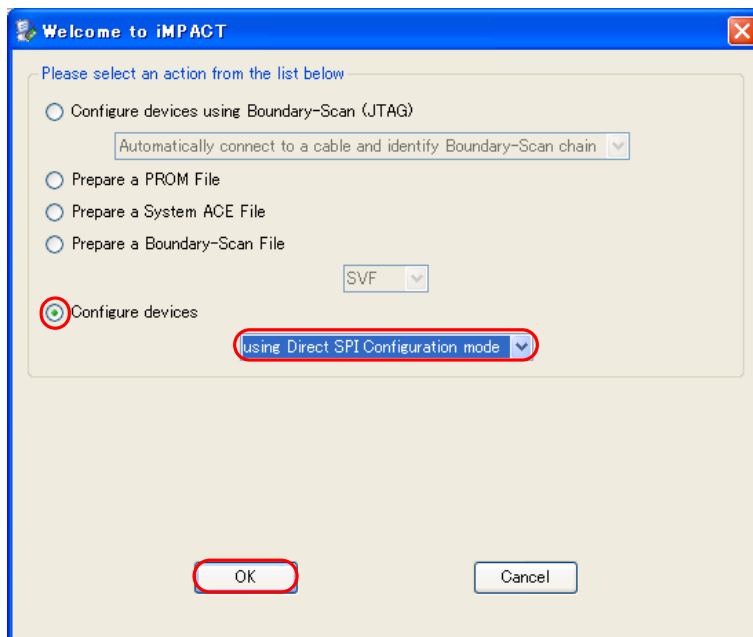 Welcome to iMPACT
Please select an action from the list below
Configure devices using Boundary-Scan (JTAG)
Automatically connect to a cable and identify Boundary-Scan chain
Prepare a PROM File
Prepare a System ACE File
Prepare a Boundary-Scan File
SVF
Configure devices
using Direct SPI Configuration mode
OK
Cancel